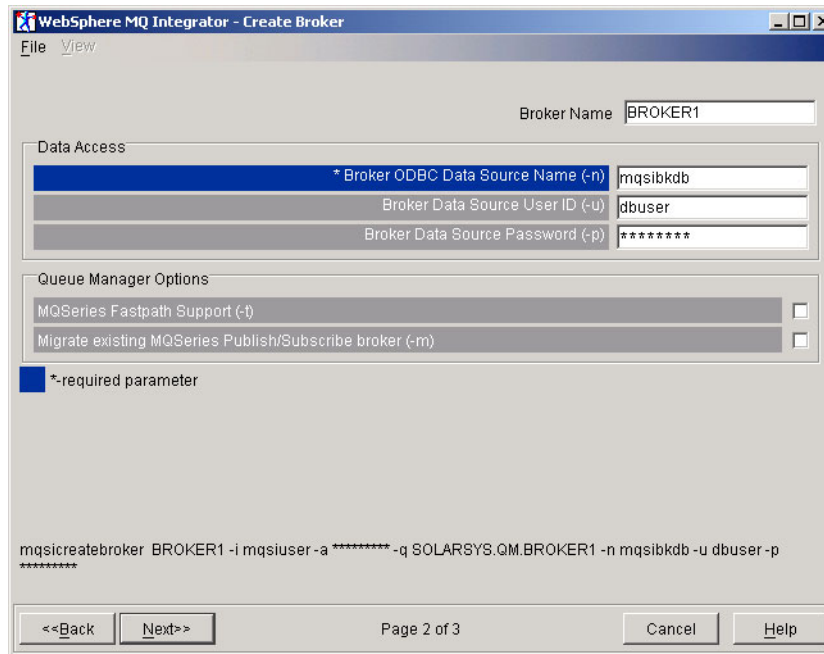 WebSphere MQ Integrator - Create Broker
File View
Broker Name BROKER1
Data Access
* Broker ODBC Data Source Name (-n) mqsibkdb
Broker Data Source User ID (-u) dbuser
Broker Data Source Password (-p) ********
Queue Manager Options
MQSeries Fastpath Support (-t)
Migrate existing MQSeries Publish/Subscribe broker (-m)
*-required parameter
mqsicreatebroker BROKER1 -i mqsiuser -a ********* -q SOLARSYS.QM.BROKER1 -n mqsibkdb -u dbuser -p
*********
<<Back Next>> Page 2 of 3 Cancel Help